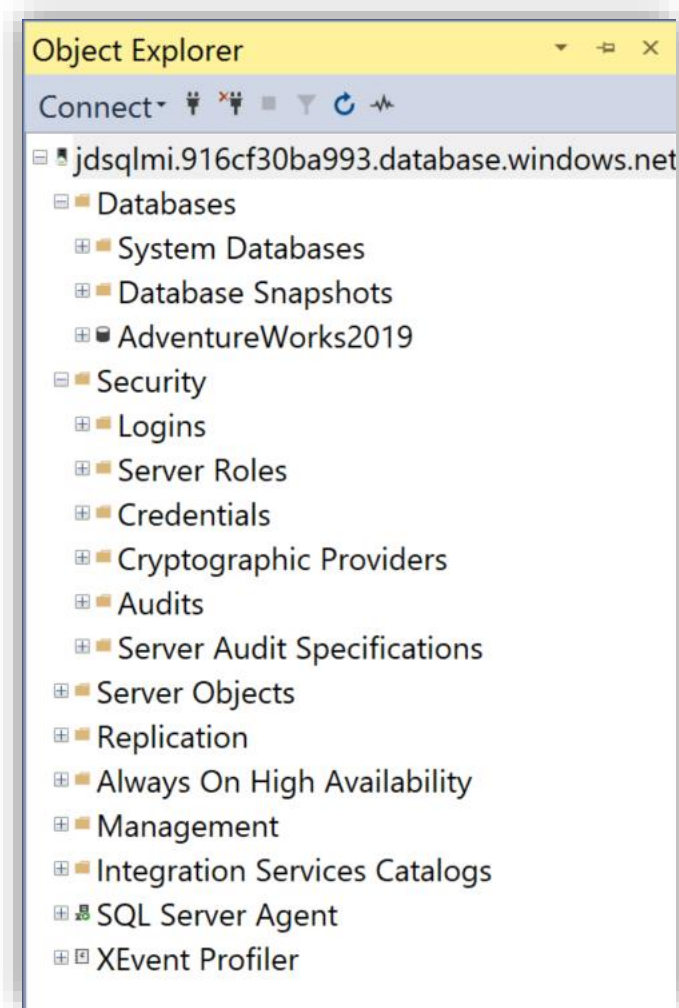 Object Explorer
Connect
jdsqlmi.916cf30ba993.database.windows.net
Databases
System Databases
Database Snapshots
AdventureWorks2019
Security
Logins
Server Roles
Credentials
Cryptographic Providers
Audits
Server Audit Specifications
Server Objects
Replication
Always On High Availability
Management
Integration Services Catalogs
SQL Server Agent
XEvent Profiler